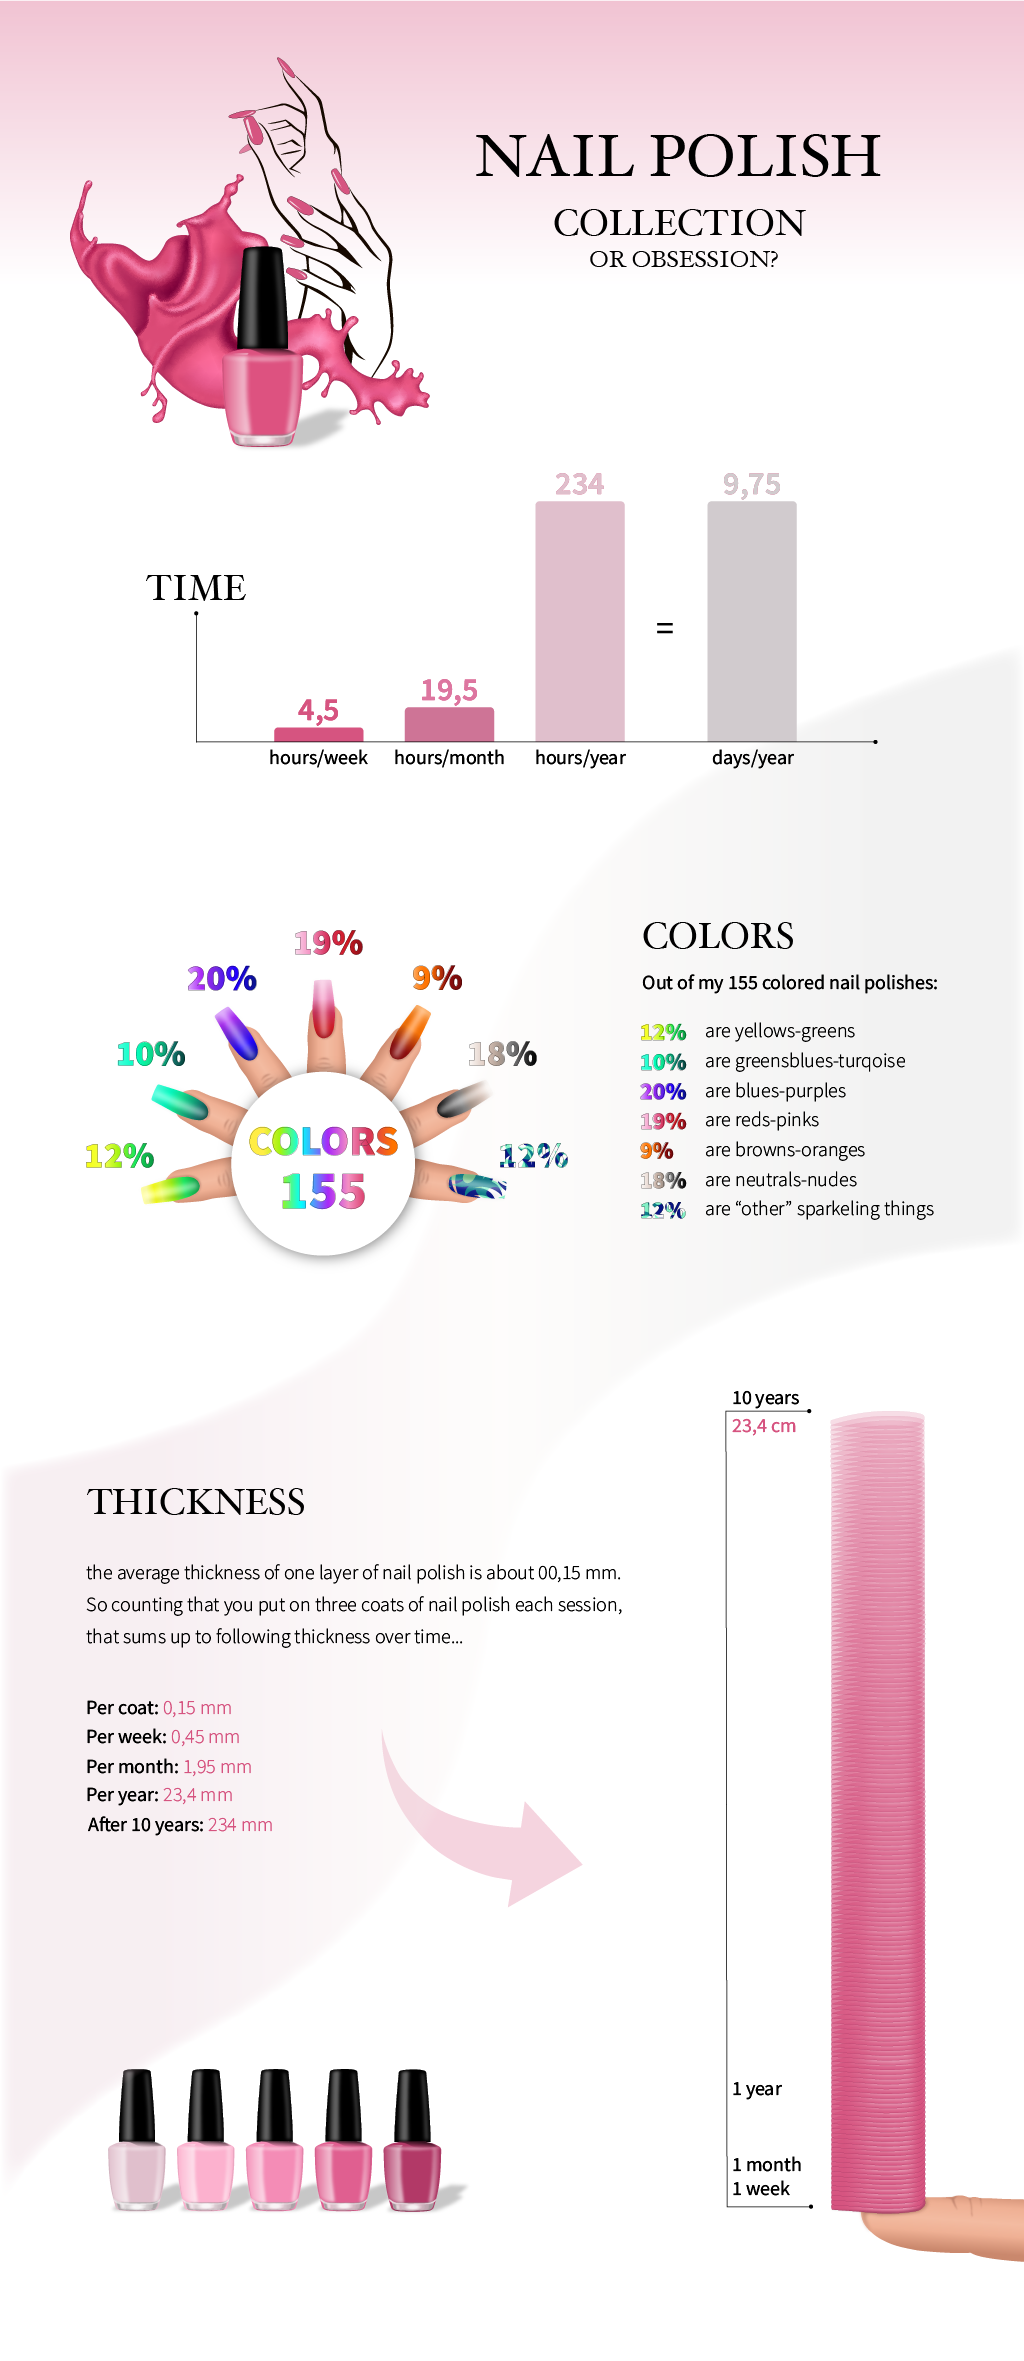 NAIL POLISH
COLLECTION
OR OBSESSION?
234
9,75
TIME
=
19,5
4,5
hours/week
hours/month
hours/year
days/year
19%
20%
9%
10%
18%
12%
12%
COLORS
155
COLORS
Out of my 155 colored nail polishes:
12% are yellows-greens
10% are greensblues-turqoise
20% are blues-purples
19% are reds-pinks
9% are browns-oranges
18% are neutrals-nudes
12% are “other” sparkeling things
10 years
23,4 cm
THICKNESS
the average thickness of one layer of nail polish is about 00,15 mm.
So counting that you put on three coats of nail polish each session,
that sums up to following thickness over time...
Per coat: 0,15 mm
Per week: 0,45 mm
Per month: 1,95 mm
Per year: 23,4 mm
After 10 years: 234 mm
1 year
1 month
1 week